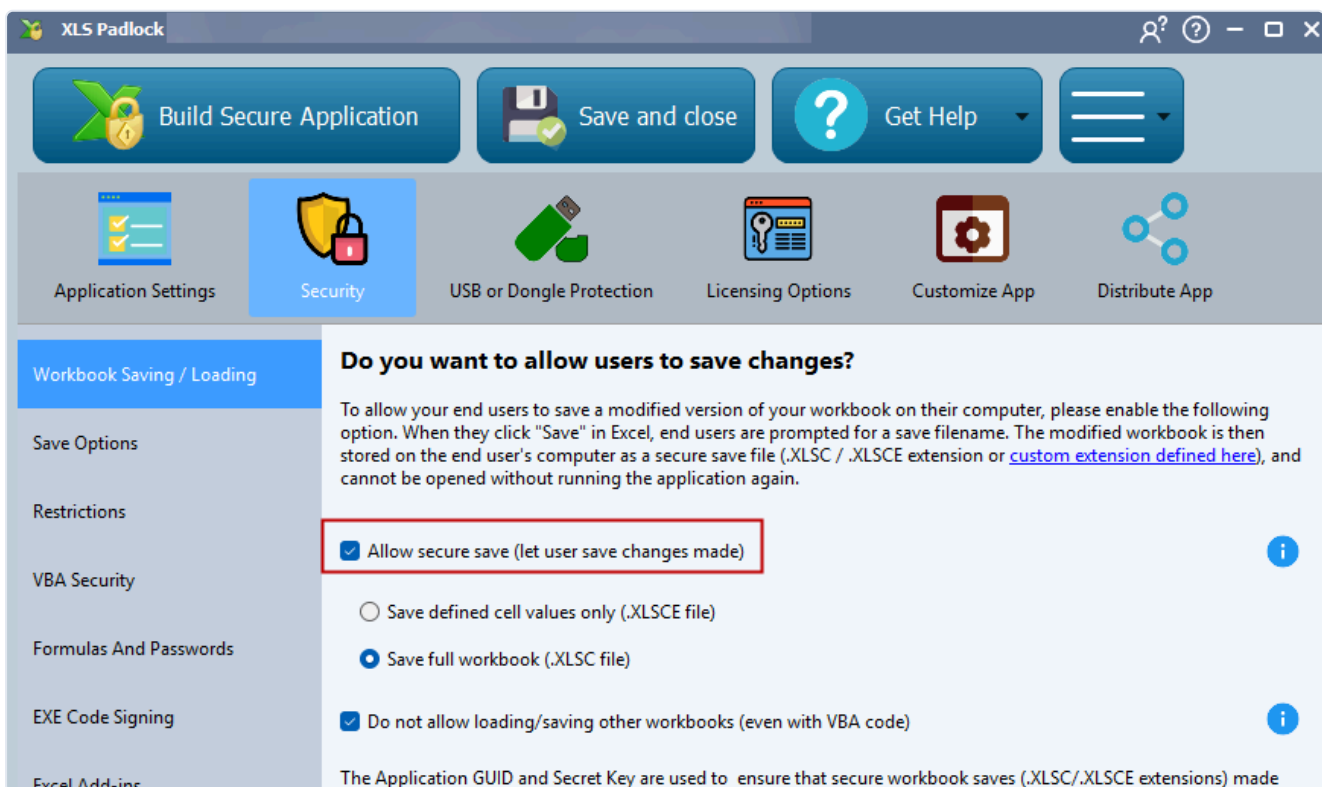 XLS Padlock
Build Secure Application
Save and close
Get Help
Application Settings
Security
USB or Dongle Protection
Licensing Options
Customize App
Distribute App
Workbook Saving / Loading
Save Options
Restrictions
VBA Security
Formulas And Passwords
EXE Code Signing
Excel Add-ins
Do you want to allow users to save changes?
To allow your end users to save a modified version of your workbook on their computer, please enable the following
option. When they click "Save" in Excel, end users are prompted for a save filename. The modified workbook is then
stored on the end user's computer as a secure save file (.XLSC / .XLSCE extension or custom extension defined here), and
cannot be opened without running the application again.
Allow secure save (let user save changes made)
Save defined cell values only (.XLSCE file)
Save full workbook (.XLSC file)
Do not allow loading/saving other workbooks (even with VBA code)
The Application GUID and Secret Key are used to ensure that secure workbook saves (.XLSC/.XLSCE extensions) made